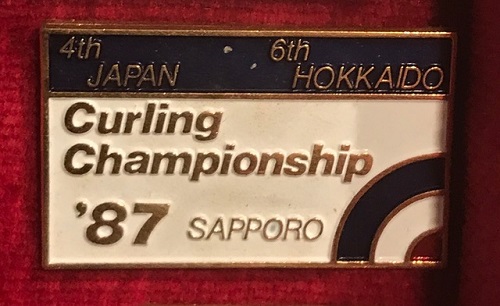 4th 6th
JAPAN HOKKAIDO
Curling
Championship
'87 SAPPORO